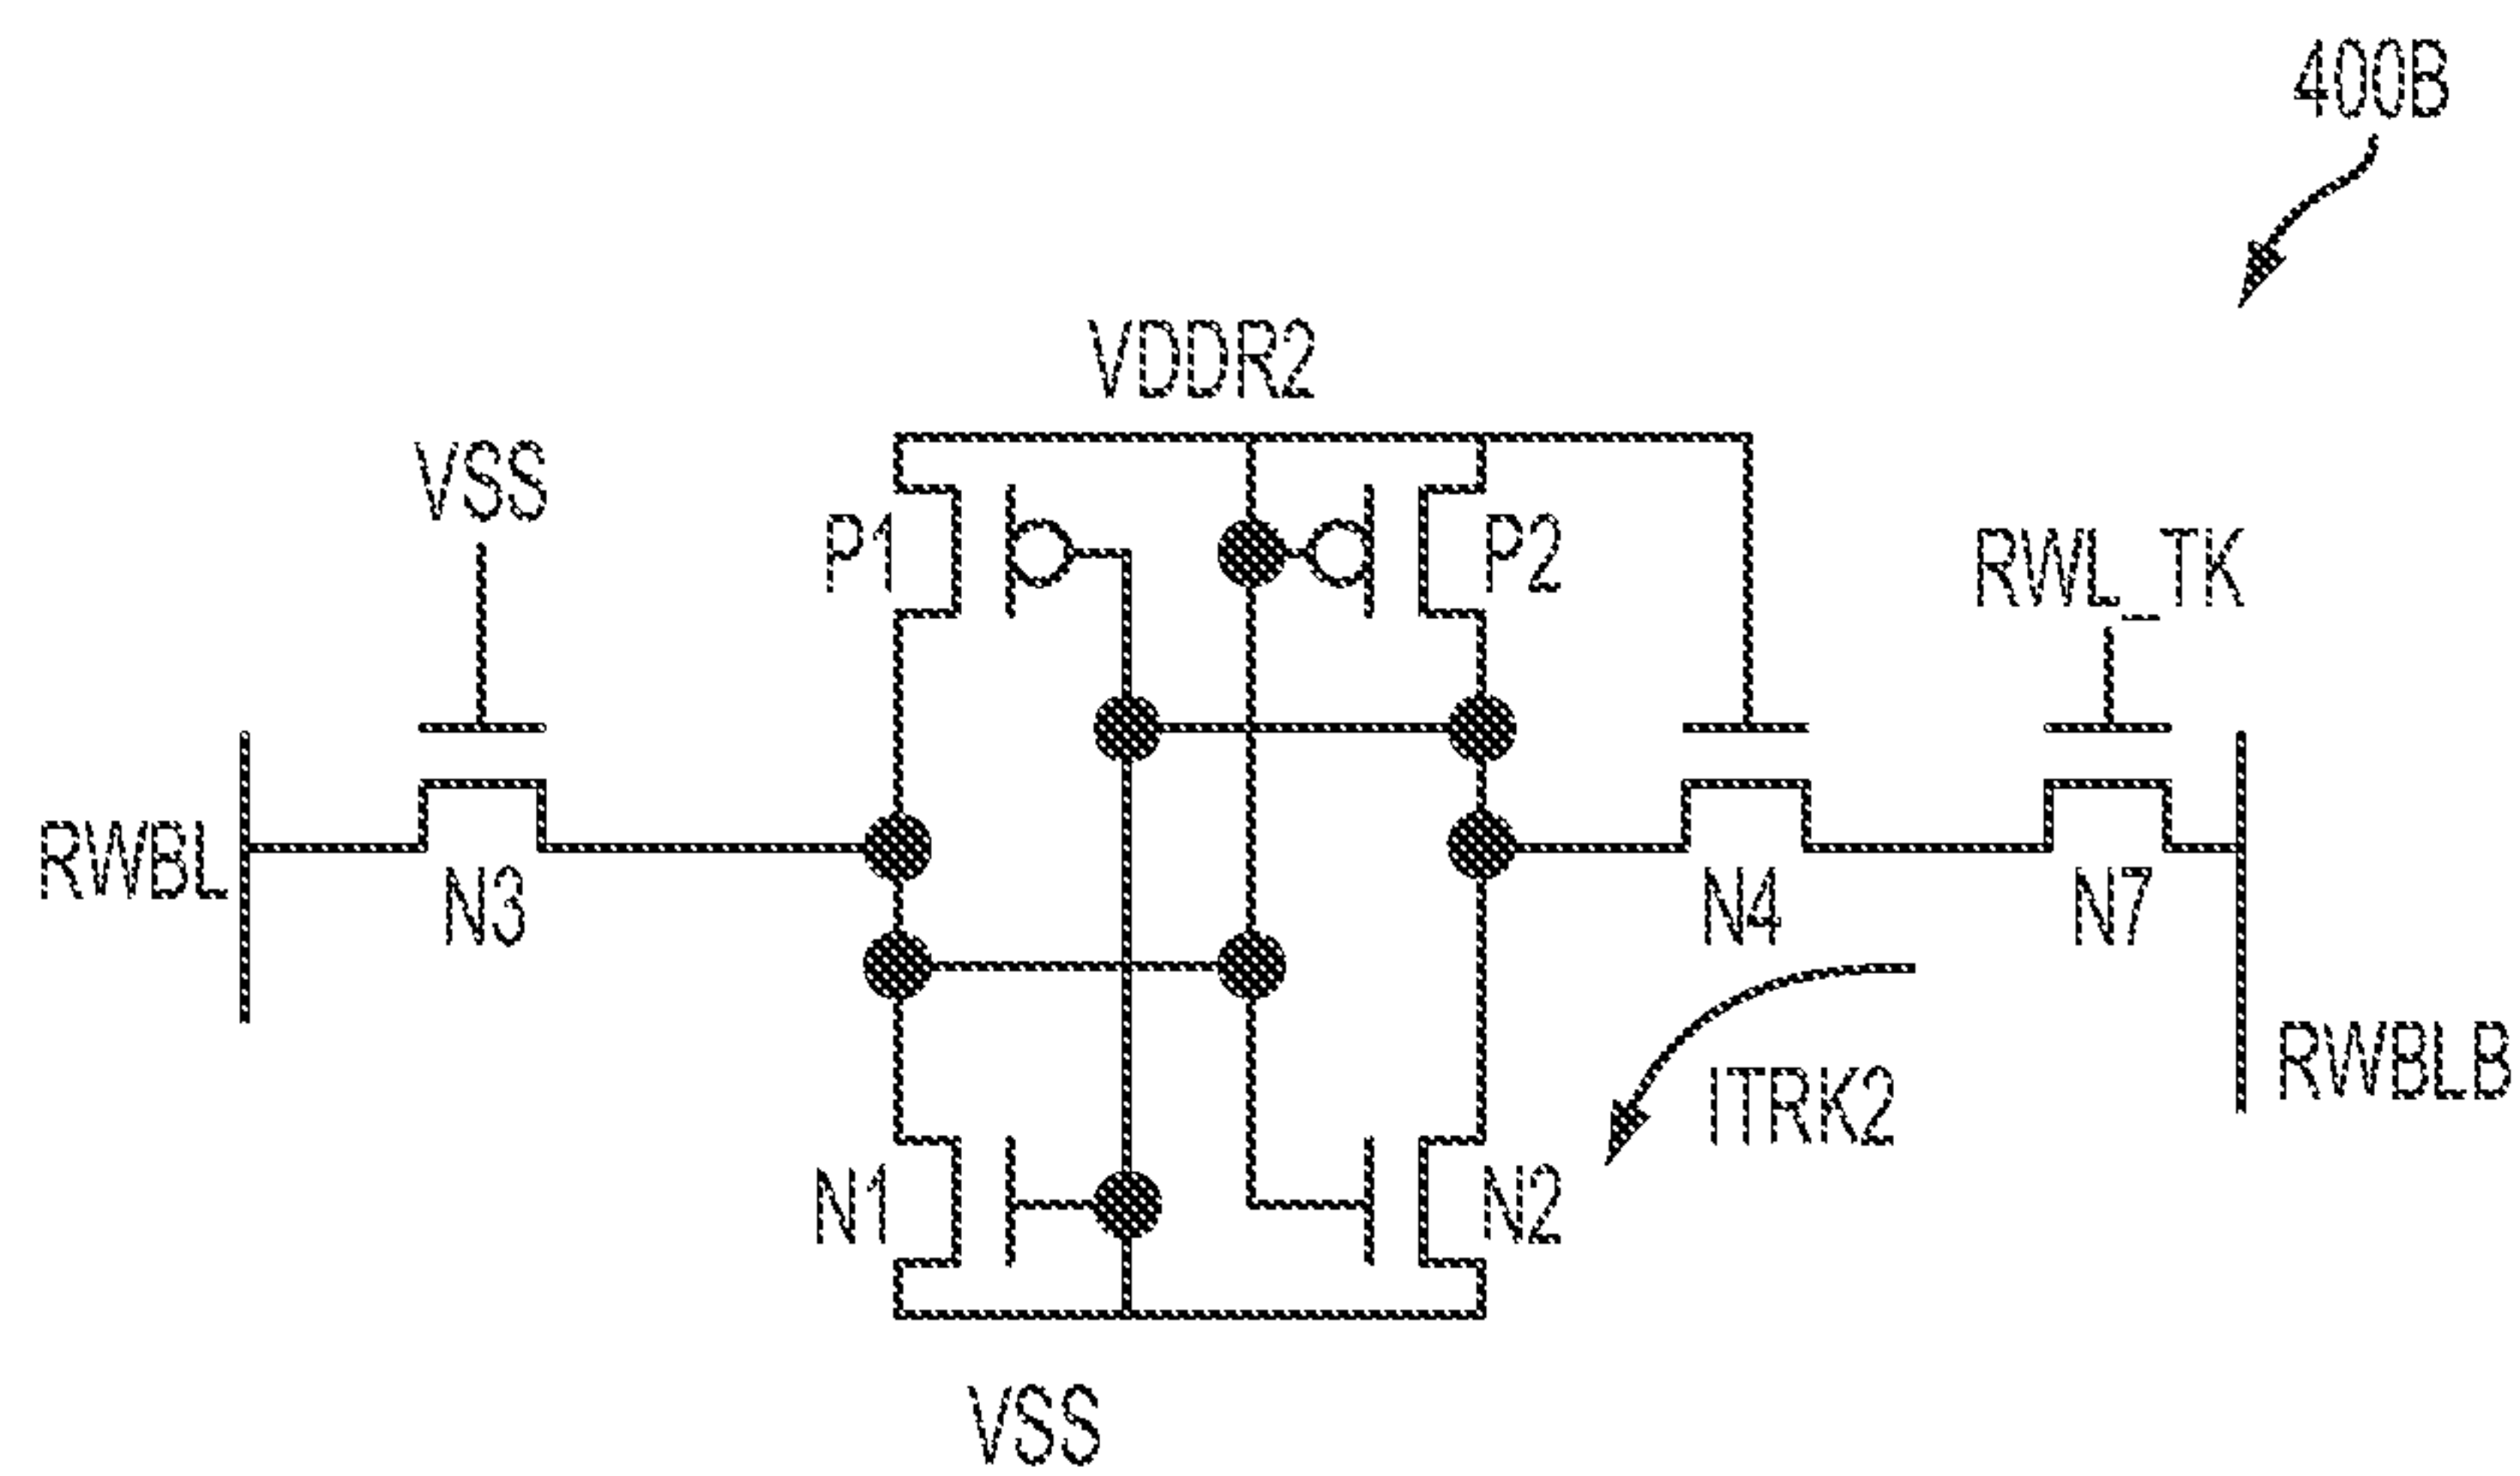 400B
VDDR2
VSS
P1
P2
RWL_TK
RWBL
N3
N4
N7
ITRK2
RWBLB
N1
N2
VSS